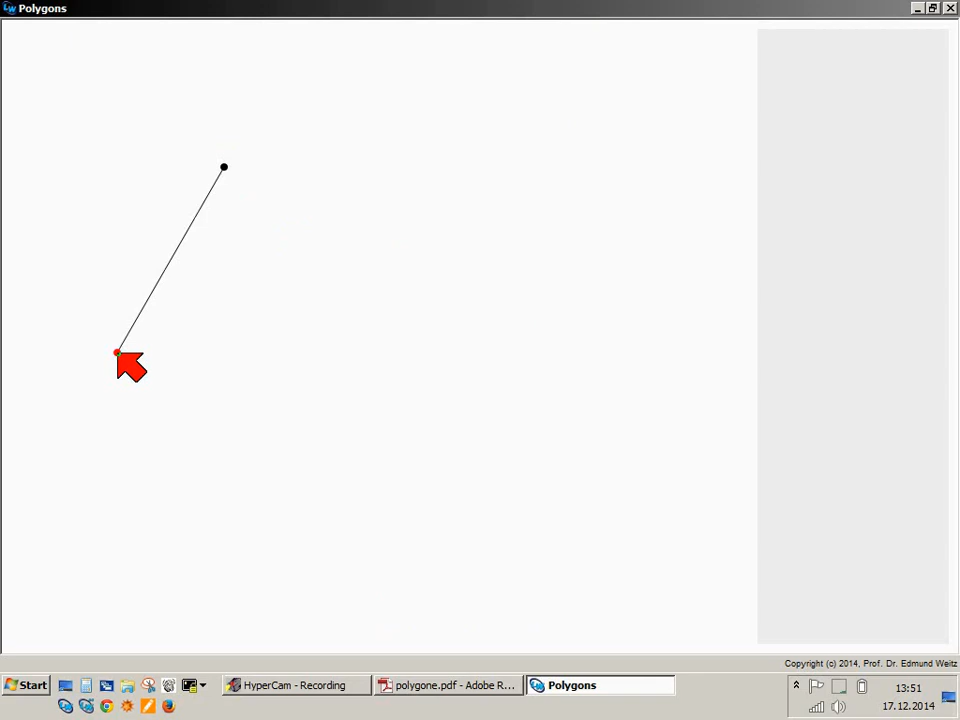 Polygons
Copyright (c) 2014, Prof. Dr. Edmund Weitz
Start
HyperCam - Recording
polygone.pdf - Adobe R...
Polygons
13:51
17.12.2014